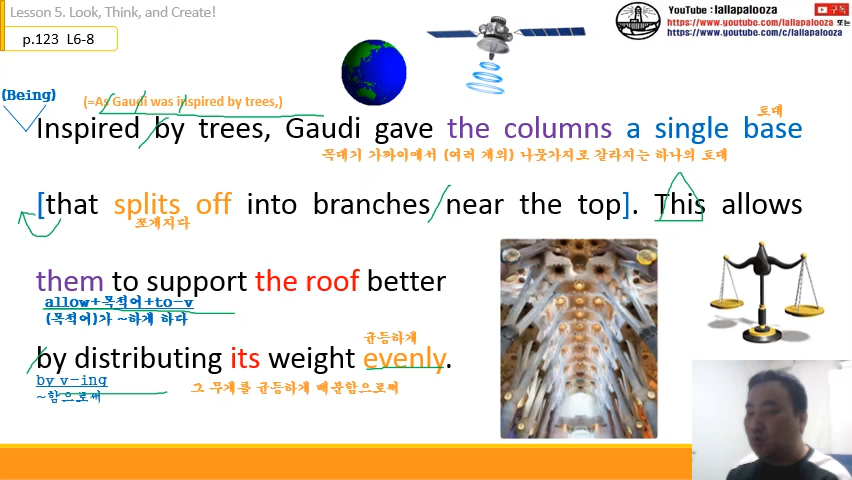 Lesson 5. Look, Think, and Create!
p.123 L6-8
YouTube : lallapalooza 구독
https://www.youtube.com/lallapalooza 또는
https://www.youtube.com/c/lallapalooza
(Being)
(=As Gaudi was inspired by trees,)
토대
Inspired by trees, Gaudi gave the columns a single base
꼭대기 가까이에서 (여러 개의) 나뭇가지로 갈라지는 하나의 토대
[that splits off into branches near the top]. This allows
쪼개지다
them to support the roof better
allow+목적어+to-v
(목적어)가 ~하게 하다
균등하게
by distributing its weight evenly.
by v-ing
~함으로써
그 무게를 균등하게 배분함으로써